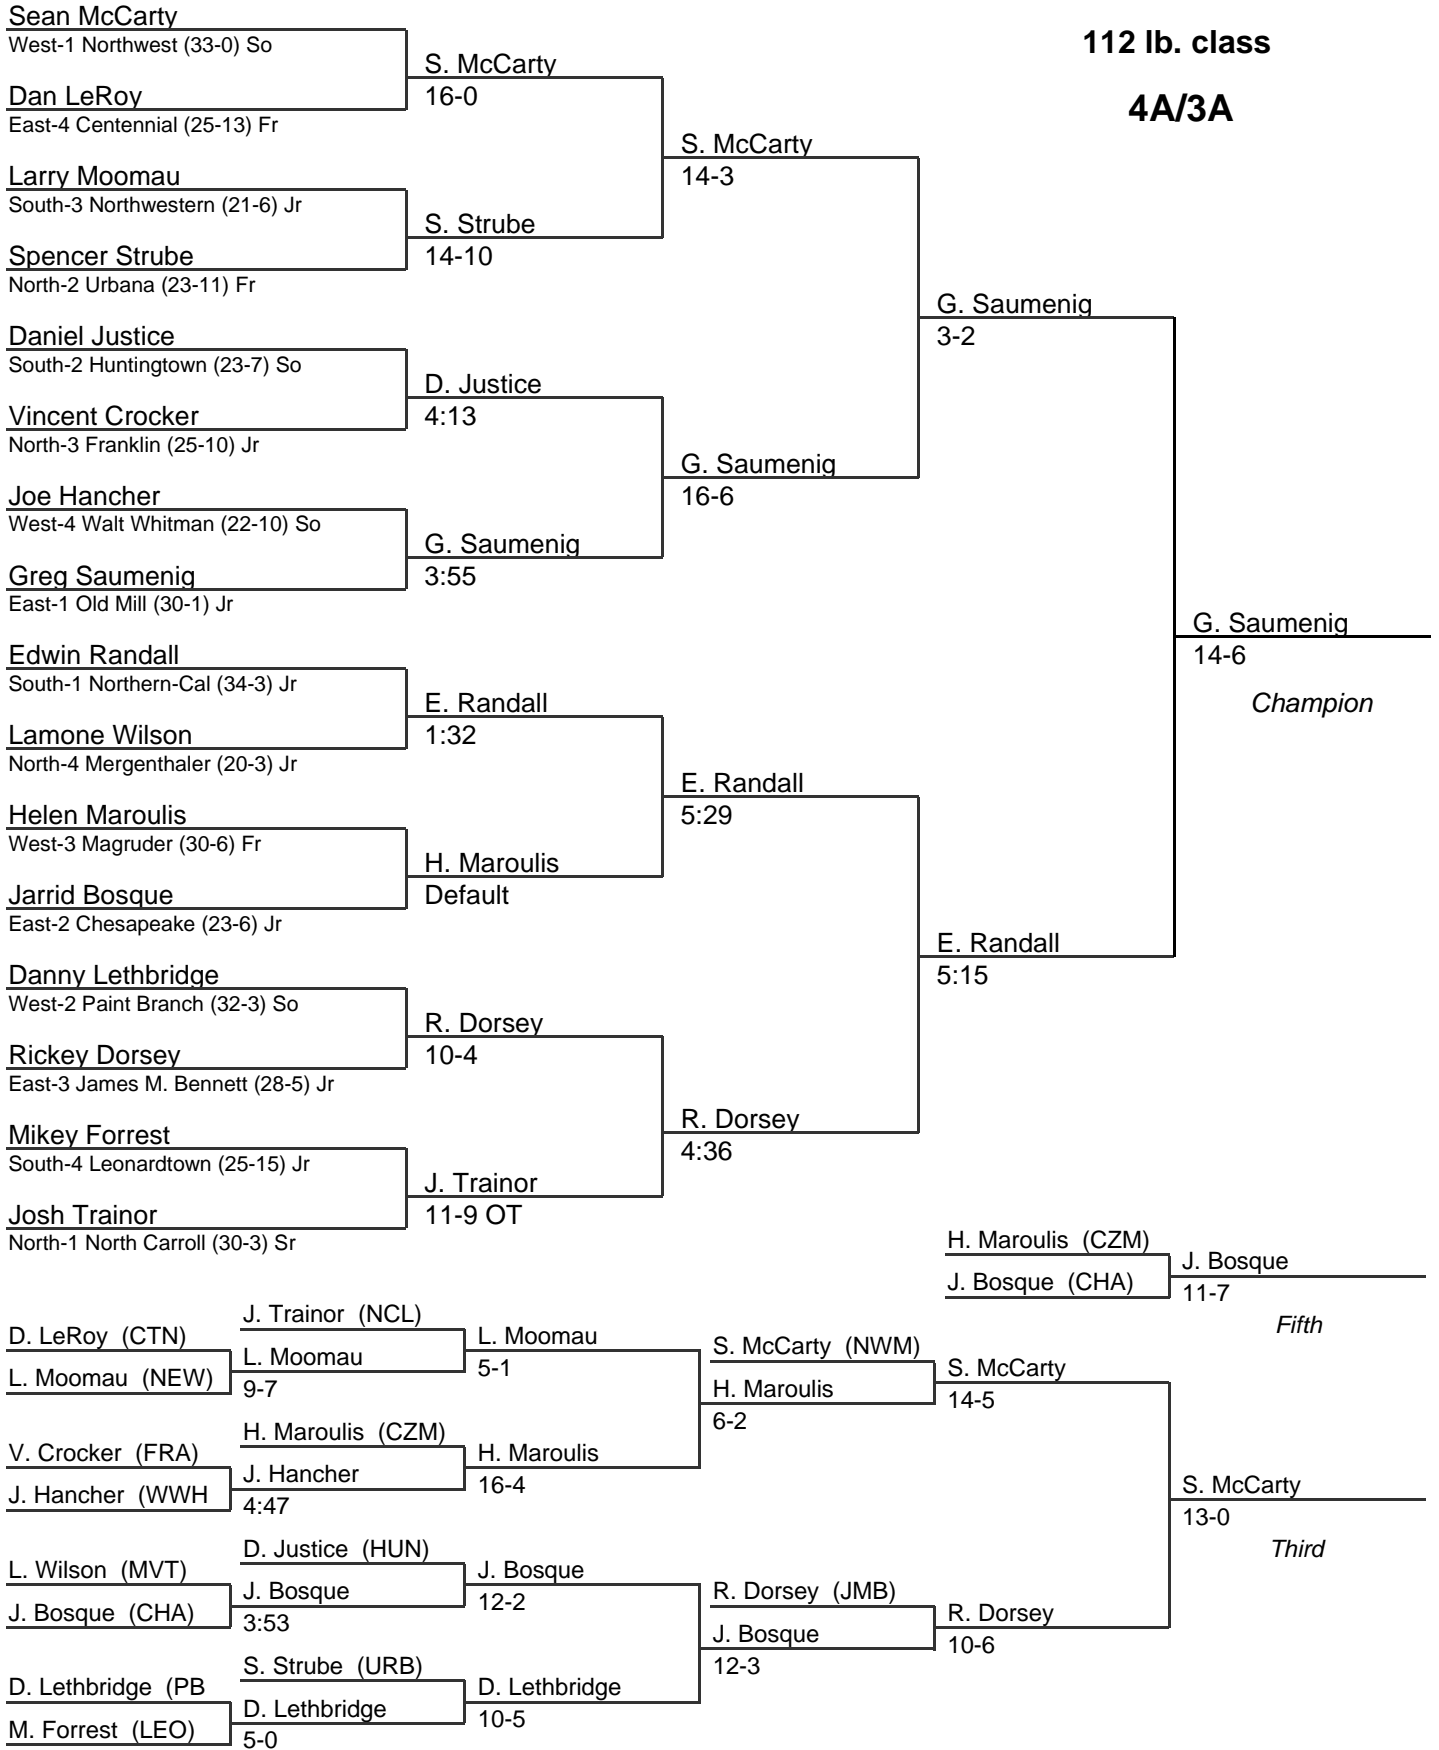 112 lb. class
4A/3A
Sean McCarty
West-1 Northwest (33-0) So
S. McCarty
16-0
Dan LeRoy
East-4 Centennial (25-13) Fr
S. McCarty
14-3
Larry Moomau
South-3 Northwestern (21-6) Jr
S. Strube
14-10
Spencer Strube
North-2 Urbana (23-11) Fr
G. Saumenig
3-2
Daniel Justice
South-2 Huntingtown (23-7) So
D. Justice
4:13
Vincent Crocker
North-3 Franklin (25-10) Jr
G. Saumenig
16-6
Joe Hancher
West-4 Walt Whitman (22-10) So
G. Saumenig
3:55
Greg Saumenig
East-1 Old Mill (30-1) Jr
G. Saumenig
14-6
Champion
Edwin Randall
South-1 Northern-Cal (34-3) Jr
E. Randall
1:32
Lamone Wilson
North-4 Mergenthaler (20-3) Jr
E. Randall
5:29
Helen Maroulis
West-3 Magruder (30-6) Fr
H. Maroulis
Default
Jarrid Bosque
East-2 Chesapeake (23-6) Jr
E. Randall
5:15
Danny Lethbridge
West-2 Paint Branch (32-3) So
R. Dorsey
10-4
Rickey Dorsey
East-3 James M. Bennett (28-5) Jr
R. Dorsey
4:36
Mikey Forrest
South-4 Leonardtown (25-15) Jr
J. Trainor
11-9 OT
Josh Trainor
North-1 North Carroll (30-3) Sr
H. Maroulis (CZM)
J. Bosque (CHA)
J. Bosque
11-7
Fifth
J. Trainor (NCL)
D. LeRoy (CTN)
L. Moomau (NEW)
L. Moomau
9-7
L. Moomau
5-1
S. McCarty (NWM)
H. Maroulis
6-2
S. McCarty
14-5
H. Maroulis (CZM)
V. Crocker (FRA)
J. Hancher (WWH
J. Hancher
4:47
H. Maroulis
16-4
S. McCarty
13-0
Third
D. Justice (HUN)
L. Wilson (MVT)
J. Bosque (CHA)
J. Bosque
3:53
J. Bosque
12-2
R. Dorsey (JMB)
J. Bosque
12-3
R. Dorsey
10-6
S. Strube (URB)
D. Lethbridge (PB
M. Forrest (LEO)
D. Lethbridge
5-0
D. Lethbridge
10-5